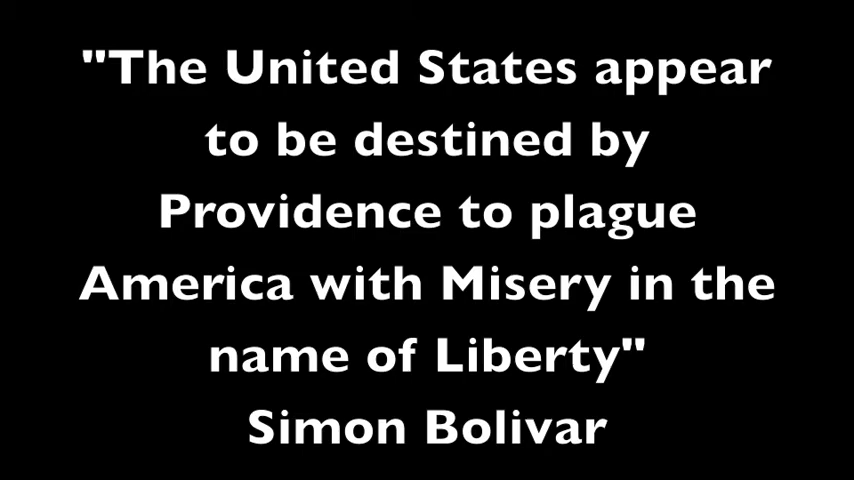 "The United States appear
to be destined by
Providence to plague
America with Misery in the
name of Liberty"
Simon Bolivar